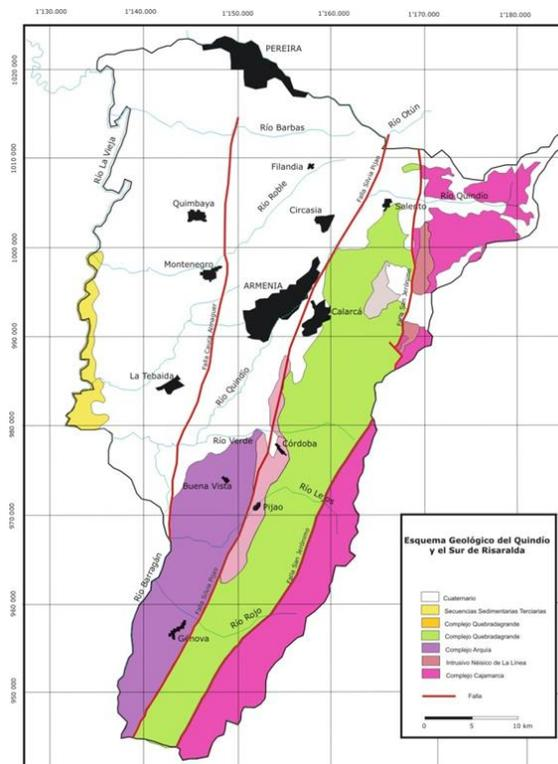 1'130.000
1'140.000
1'150.000
1'160.000
1'170.000
1'180.000
1020 000
1010 000
1000 000
990 000
980 000
970 000
960 000
950 000
PEREIRA
Río Otún
Río Barbas
Río La Vieja
Filandia
Río Roble
Falla Silvia Pijao
Río Quindío
Quimbaya
Circasia
Salento
Montenegro
ARMENIA
Falla San Jerónimo
Calarcá
Falla Cauca Almaguer
La Tebaida
Río Quindío
Río Verde
Córdoba
Buena Vista
Río Lejos
Pijao
Río Barragán
Falla San Jerónimo
Falla Silvia Pijao
Río Rojo
Génova
Esquema Geológico del Quindío
y el Sur de Risaralda
Cuaternario
Secuencias Sedimentarias Terciarias
Complejo Quebradagrande
Complejo Quebradagrande
Complejo Arquía
Intrusivo Néisico de La Línea
Complejo Cajamarca
Falla
0 5 10 km